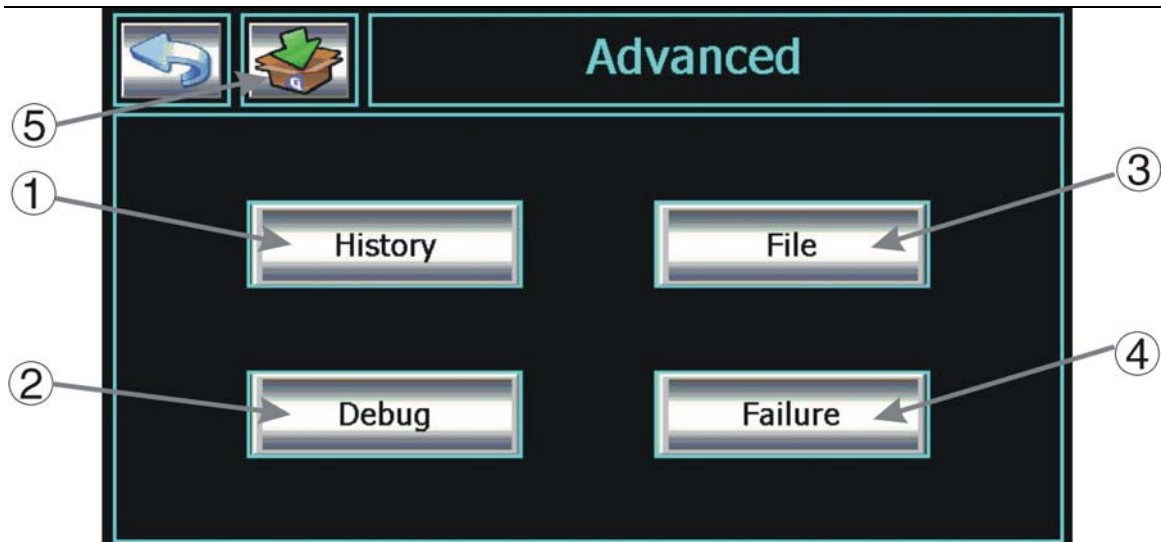 Advanced
⑤
①
③
History
File
④
②
Debug
Failure